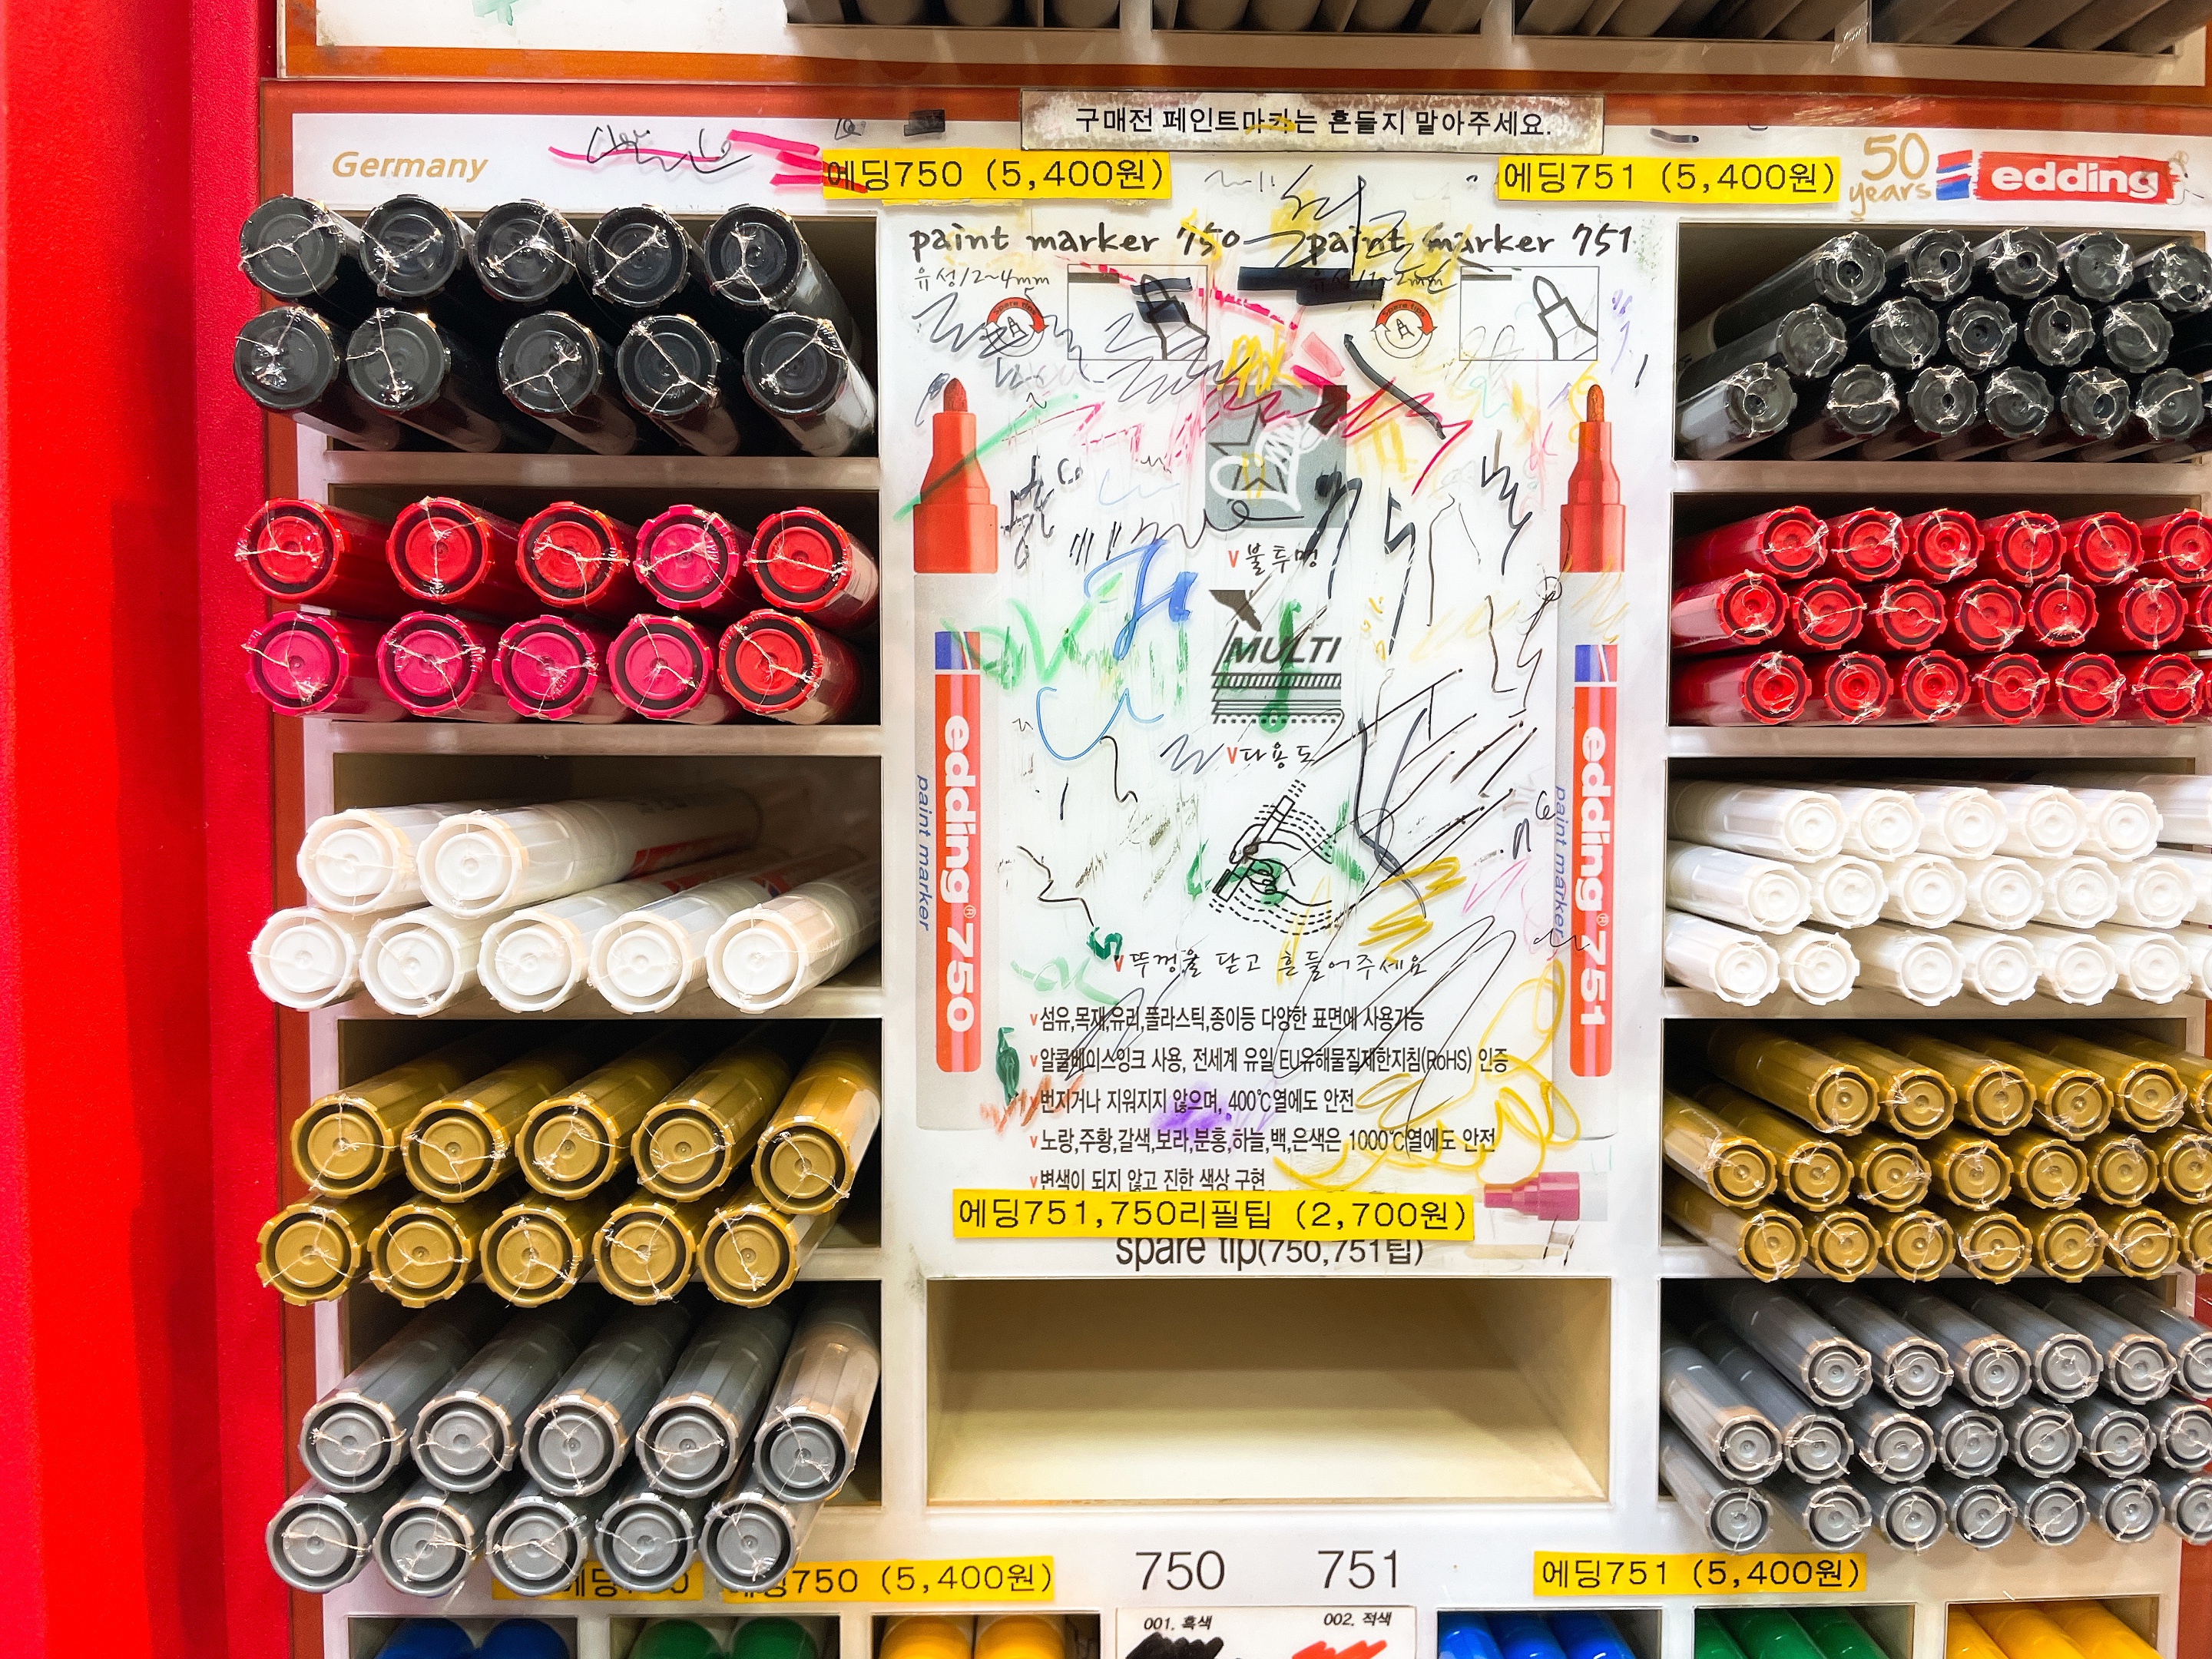 구매전 페인트마카는 흔들지 말아주세요.
Germany
에딩750 (5,400원)
에딩751 (5,400원)
50 years
edding
paint marker 750
paint marker 751
유성/2~4mm
유성/1~2mm
Spare tips
Spare tips
v불투명
MULTI
v다용도
edding® 750
paint marker
edding® 751
paint marker
v뚜껑을 닫고 흔들어주세요
v섬유,목재,유리,플라스틱,종이등 다양한 표면에 사용가능
v알콜베이스잉크 사용, 전세계 유일 EU유해물질제한지침(RoHS) 인증
v번지거나 지워지지 않으며, 400℃열에도 안전
v노랑,주황,갈색,보라,분홍,하늘,백,은색은 1000℃열에도 안전
v변색이 되지 않고 진한 색상 구현
에딩751,750리필팁 (2,700원)
spare tip(750,751팁)
에딩750 (5,400원)
750
751
에딩751 (5,400원)
001. 흑색
002. 적색